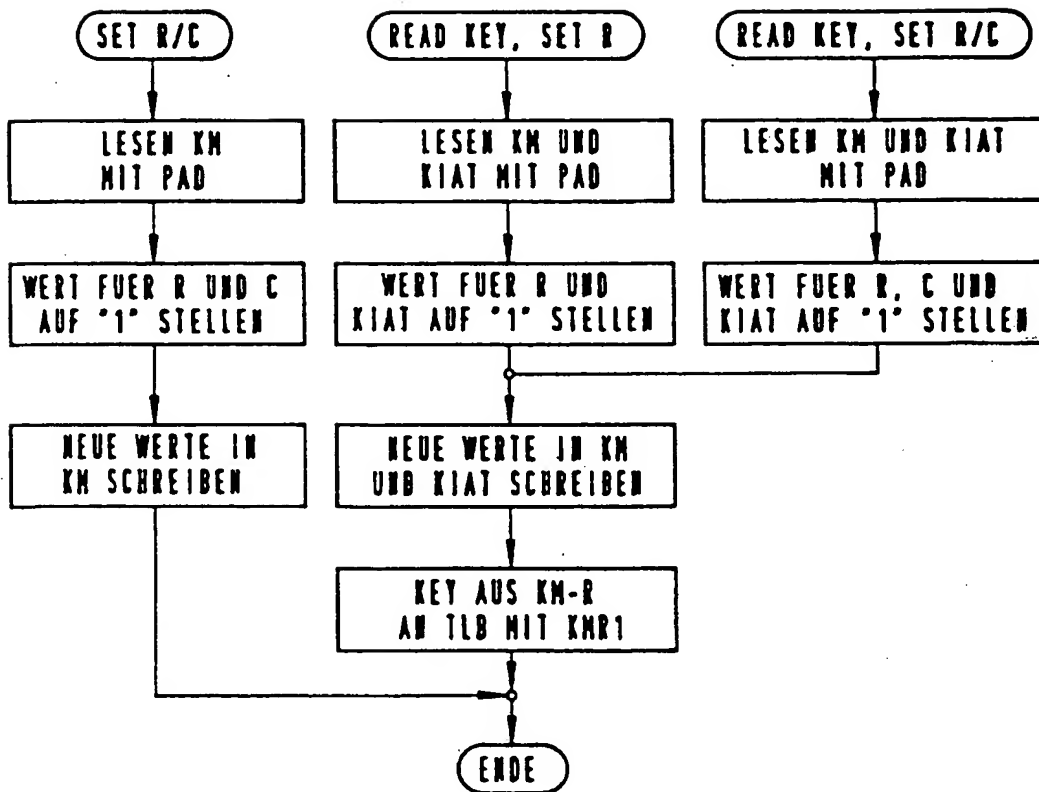 SET R/C
READ KEY, SET R
READ KEY, SET R/C
LESEN KM
MIT PAD
LESEN KM UND
KIAT MIT PAD
LESEN KM UND KIAT
MIT PAD
WERT FUER R UND C
AUF "1" STELLEN
WERT FUER R UND
KIAT AUF "1" STELLEN
WERT FUER R, C UND
KIAT AUF "1" STELLEN
NEUE WERTE IN
KM SCHREIBEN
NEUE WERTE IN KM
UND KIAT SCHREIBEN
KEY AUS KM-R
AN TLB MIT KMR1
ENDE